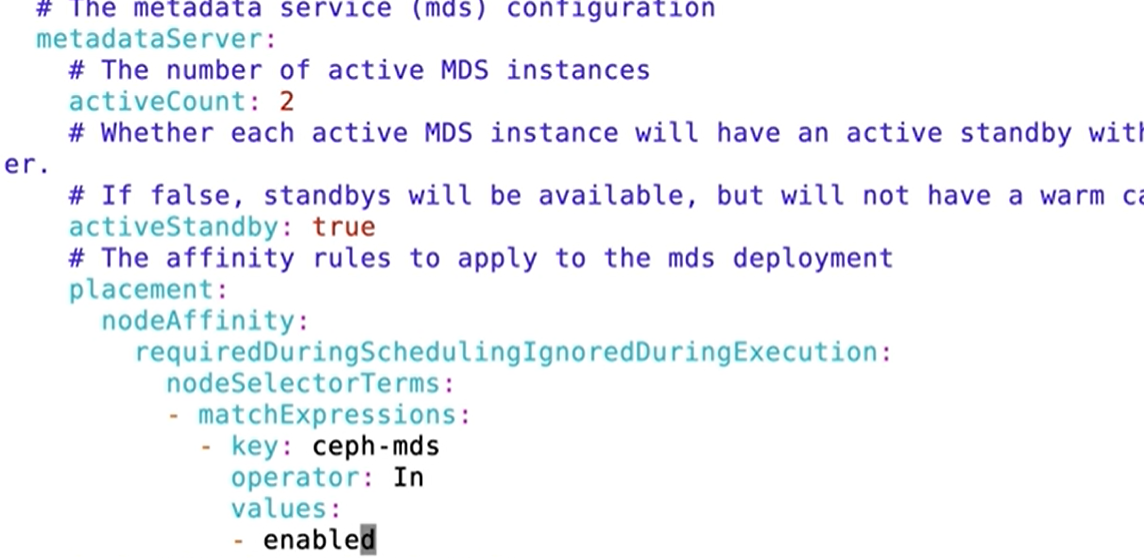 # The metadata service (mds) configuration
metadataServer:
# The number of active MDS instances
activeCount: 2
# Whether each active MDS instance will have an active standby with
er.
# If false, standbys will be available, but will not have a warm ca
activeStandby: true
# The affinity rules to apply to the mds deployment
placement:
nodeAffinity:
requiredDuringSchedulingIgnoredDuringExecution:
nodeSelectorTerms:
- matchExpressions:
- key: ceph-mds
operator: In
values:
- enabled